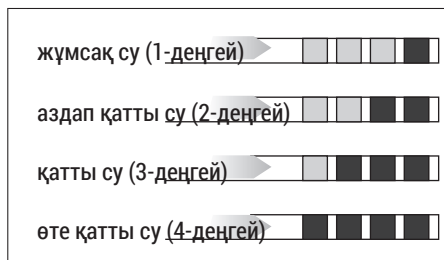 жұмсақ су (1-деңгей)
аздап қатты су (2-деңгей)
қатты су (3-деңгей)
өте қатты су (4-деңгей)